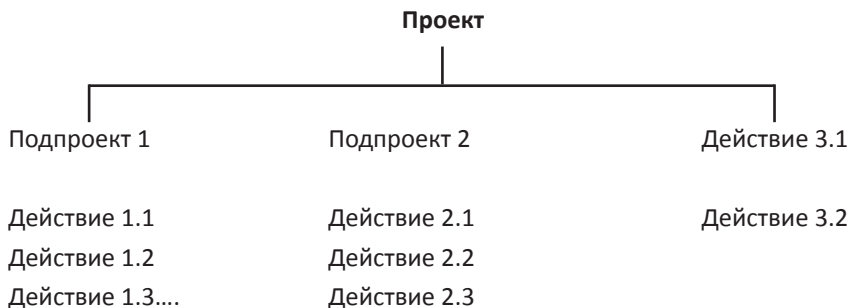 Проект
Подпроект 1 Подпроект 2 Действие 3.1
Действие 1.1 Действие 2.1 Действие 3.2
Действие 1.2 Действие 2.2
Действие 1.3.... Действие 2.3